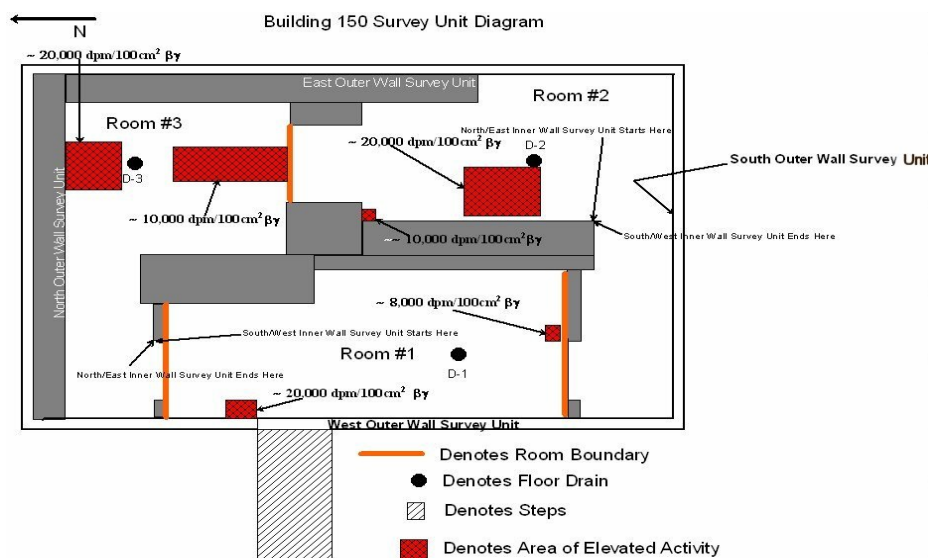 Building 150 Survey Unit Diagram
N
~ 20,000 dpm/100cm² βγ
East Outer Wall Survey Unit
Room #2
Room #3
North/East Inner Wall Survey Unit Starts Here
~ 20,000 dpm/100cm² βγ
D-2
South Outer Wall Survey Unit
D-3
North Outer Wall Survey Unit
~ 10,000 dpm/100cm² βγ
South/West Inner Wall Survey Unit Ends Here
~~ 10,000 dpm/100cm² βγ
~ 8,000 dpm/100cm² βγ
South/West Inner Wall Survey Unit Starts Here
Room #1
D-1
North/East Inner Wall Survey Unit Ends Here
~ 20,000 dpm/100cm² βγ
West Outer Wall Survey Unit
Denotes Room Boundary
Denotes Floor Drain
Denotes Steps
Denotes Area of Elevated Activity